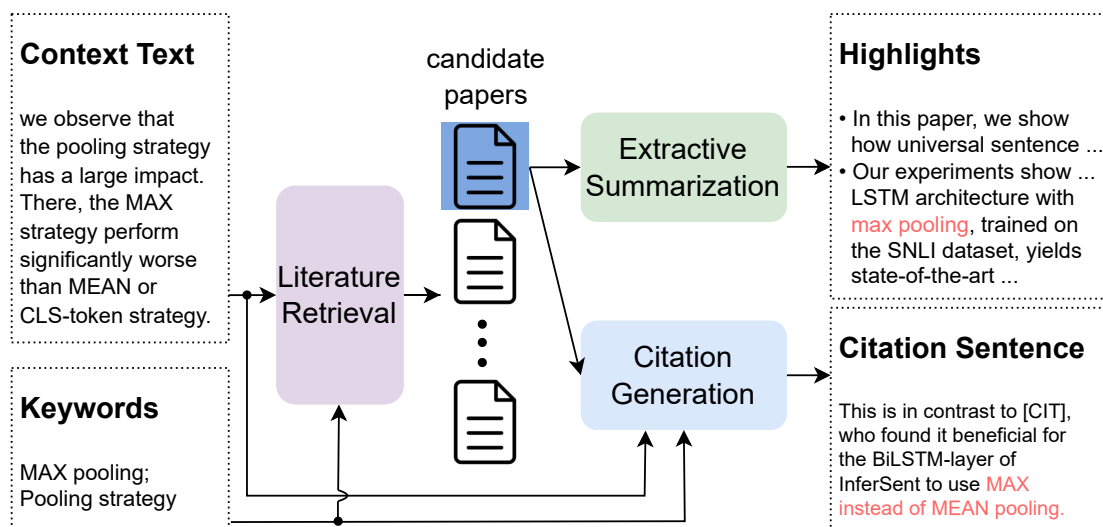 Context Text
we observe that
the pooling strategy
has a large impact.
There, the MAX
strategy perform
significantly worse
than MEAN or
CLS-token strategy.
Keywords
MAX pooling;
Pooling strategy
Literature
Retrieval
candidate
papers
Extractive
Summarization
Citation
Generation
Highlights
• In this paper, we show
how universal sentence ...
• Our experiments show ...
LSTM architecture with
max pooling, trained on
the SNLI dataset, yields
state-of-the-art ...
Citation Sentence
This is in contrast to [CIT],
who found it beneficial for
the BiLSTM-layer of
InferSent to use MAX
instead of MEAN pooling.